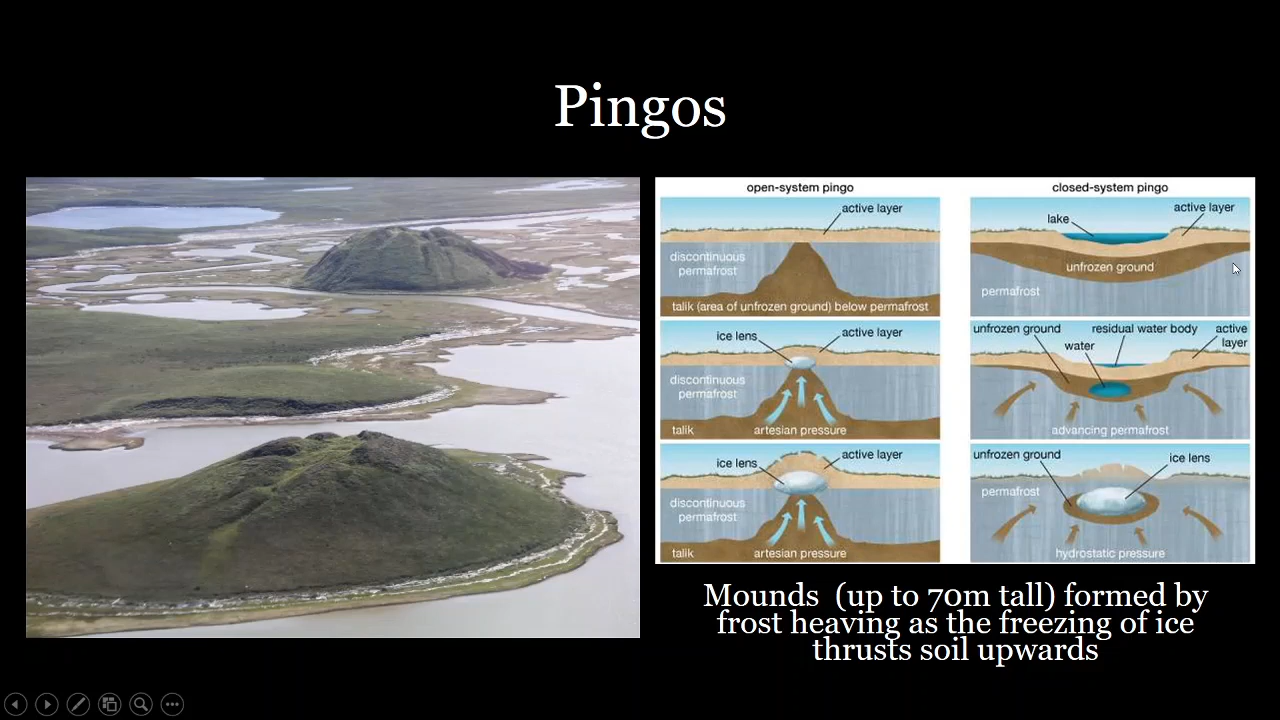 Pingos
open-system pingo
active layer
discontinuous
permafrost
talik (area of unfrozen ground) below permafrost
ice lens
active layer
discontinuous
permafrost
talik
artesian pressure
ice lens
active layer
discontinuous
permafrost
talik
artesian pressure
closed-system pingo
lake
active layer
unfrozen ground
permafrost
unfrozen ground
residual water body
active
layer
water
advancing permafrost
unfrozen ground
ice lens
permafrost
hydrostatic pressure
Mounds (up to 70m tall) formed by
frost heaving as the freezing of ice
thrusts soil upwards